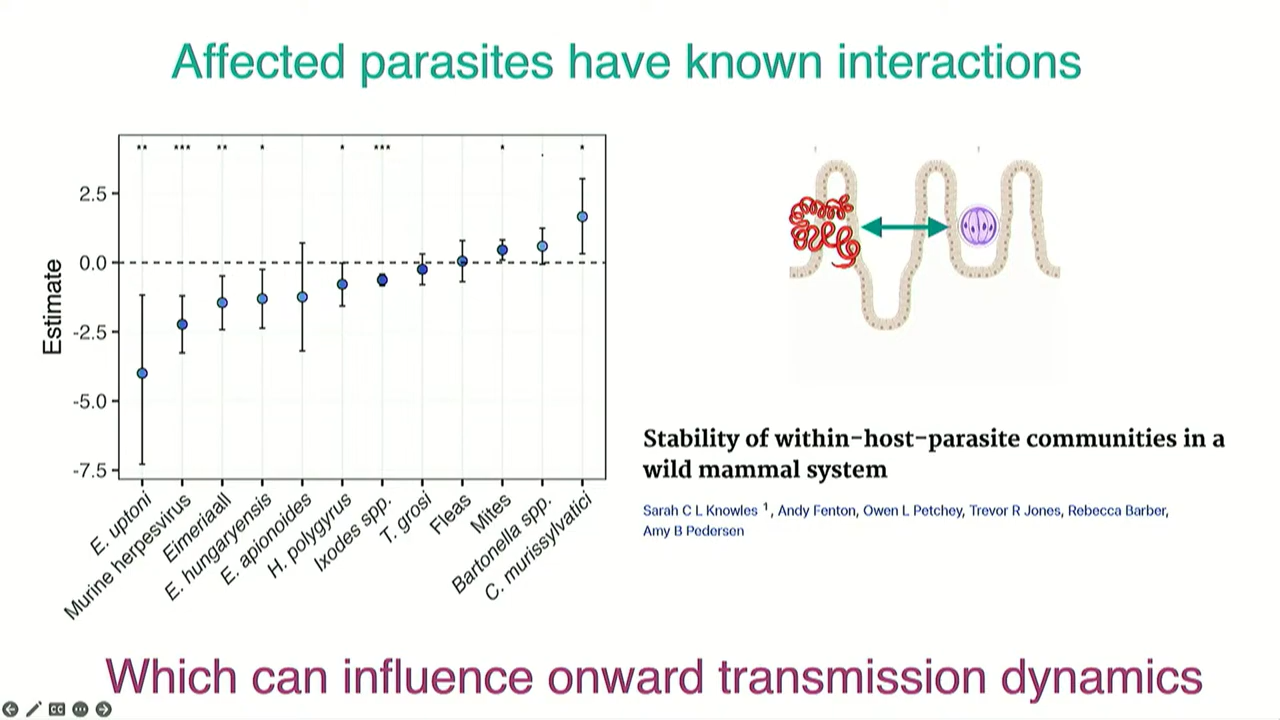 Affected parasites have known interactions
** *** ** * * *** * . *
2.5
0.0
-2.5
-5.0
-7.5
Estimate
E. uptoni
Murine herpesvirus
Eimeriaall
E. hungaryensis
E. apionoides
H. polygyrus
Ixodes spp.
T. grosi
Fleas
Mites
Bartonella spp.
C. murissylvatici
Stability of within-host-parasite communities in a
wild mammal system
Sarah C L Knowles 1, Andy Fenton, Owen L Petchey, Trevor R Jones, Rebecca Barber,
Amy B Pedersen
Which can influence onward transmission dynamics
CC